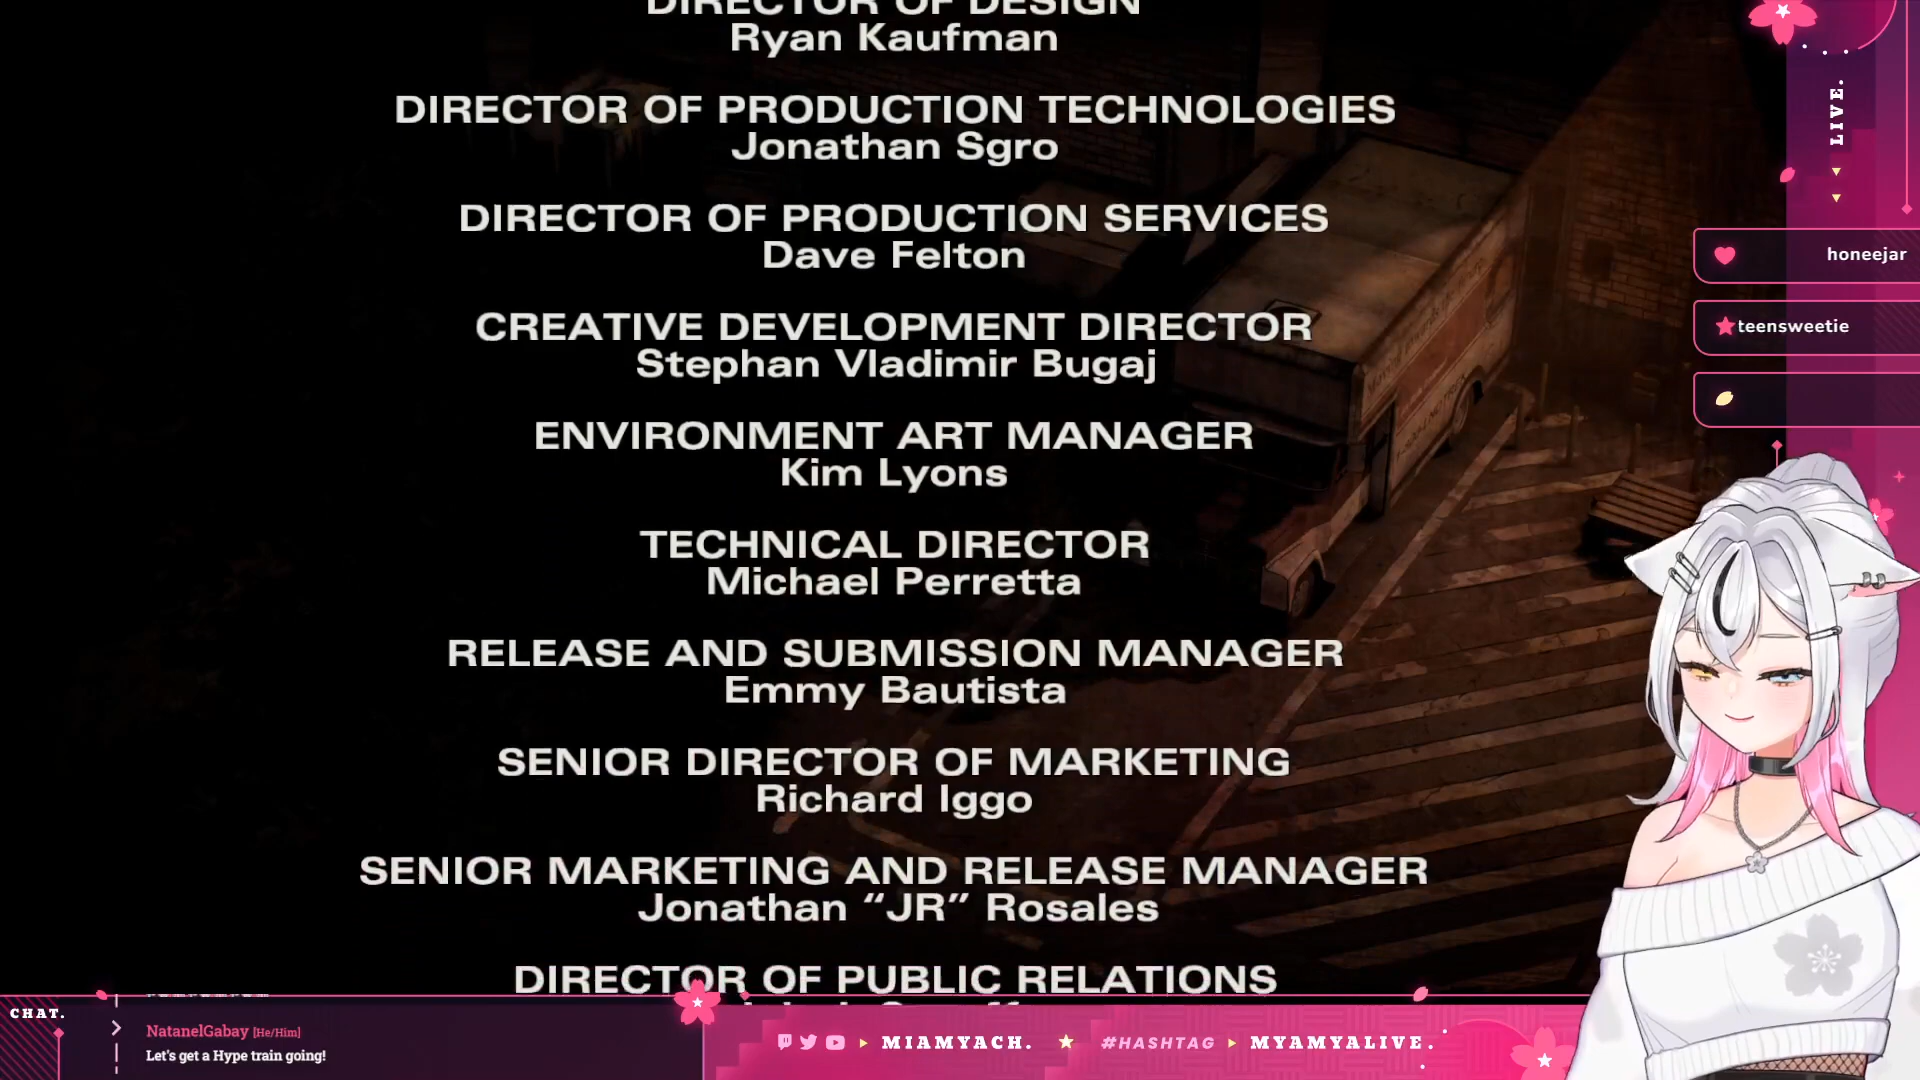 DIRECTOR OF DESIGN
Ryan Kaufman
DIRECTOR OF PRODUCTION TECHNOLOGIES
Jonathan Sgro
DIRECTOR OF PRODUCTION SERVICES
Dave Felton
CREATIVE DEVELOPMENT DIRECTOR
Stephan Vladimir Bugaj
ENVIRONMENT ART MANAGER
Kim Lyons
TECHNICAL DIRECTOR
Michael Perretta
RELEASE AND SUBMISSION MANAGER
Emmy Bautista
SENIOR DIRECTOR OF MARKETING
Richard Iggo
SENIOR MARKETING AND RELEASE MANAGER
Jonathan “JR” Rosales
DIRECTOR OF PUBLIC RELATIONS
LIVE.
honeejar
teensweetie
CHAT.
NatanelGabay [He/Him]
Let's get a Hype train going!
MIAMYACH.
#HASHTAG
MYAMYALIVE.